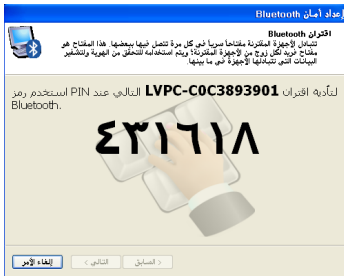 إعداد أمان Bluetooth
اقتران Bluetooth
تتبادل الأجهزة المقترنة مفتاحاً سرياً في كل مرة تتصل فيها ببعضها. هذا المفتاح هو
مفتاح فريد لكل زوج من الأجهزة المقترنة؛ ويتم استخدامه للتحقق من الهوية ولتشفير
البيانات التي تتبادلها الأجهزة في ما بينها.
لتأدية اقتران LVPC-C0C3893901 التالي عند PIN استخدم رمز
Bluetooth.
٤٣١٦١٨
< السابق
التالي >
إلغاء الأمر